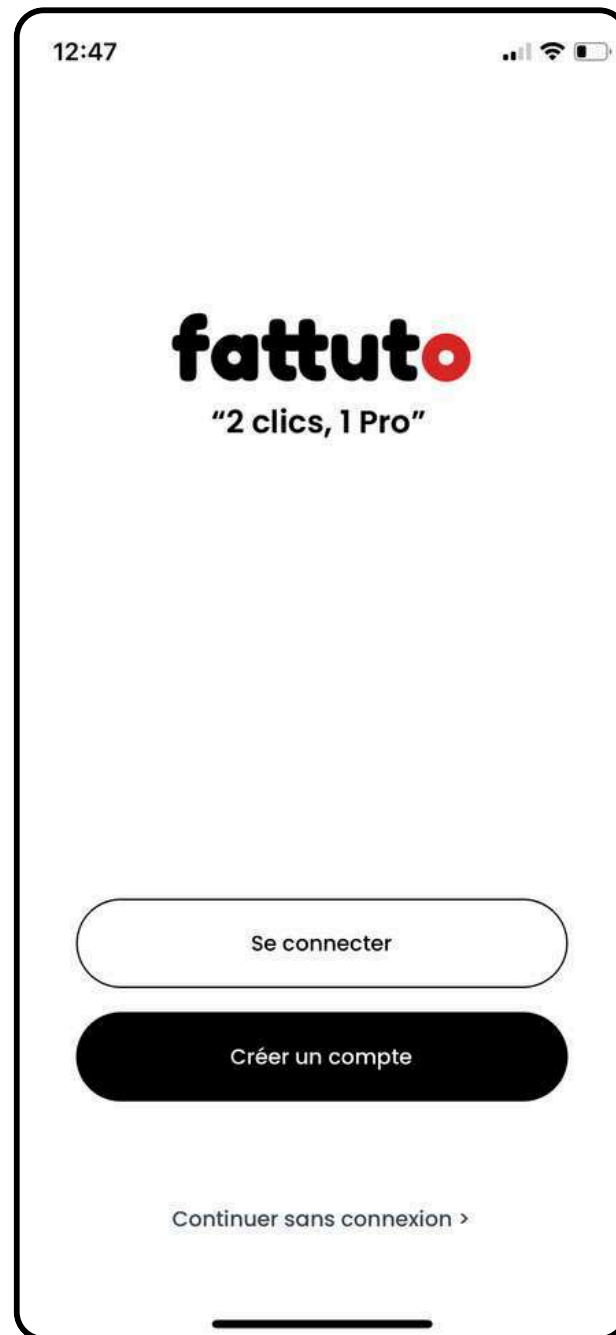 12:47
fattuto
“2 clics, 1 Pro”
Se connecter
Créer un compte
Continuer sans connexion >